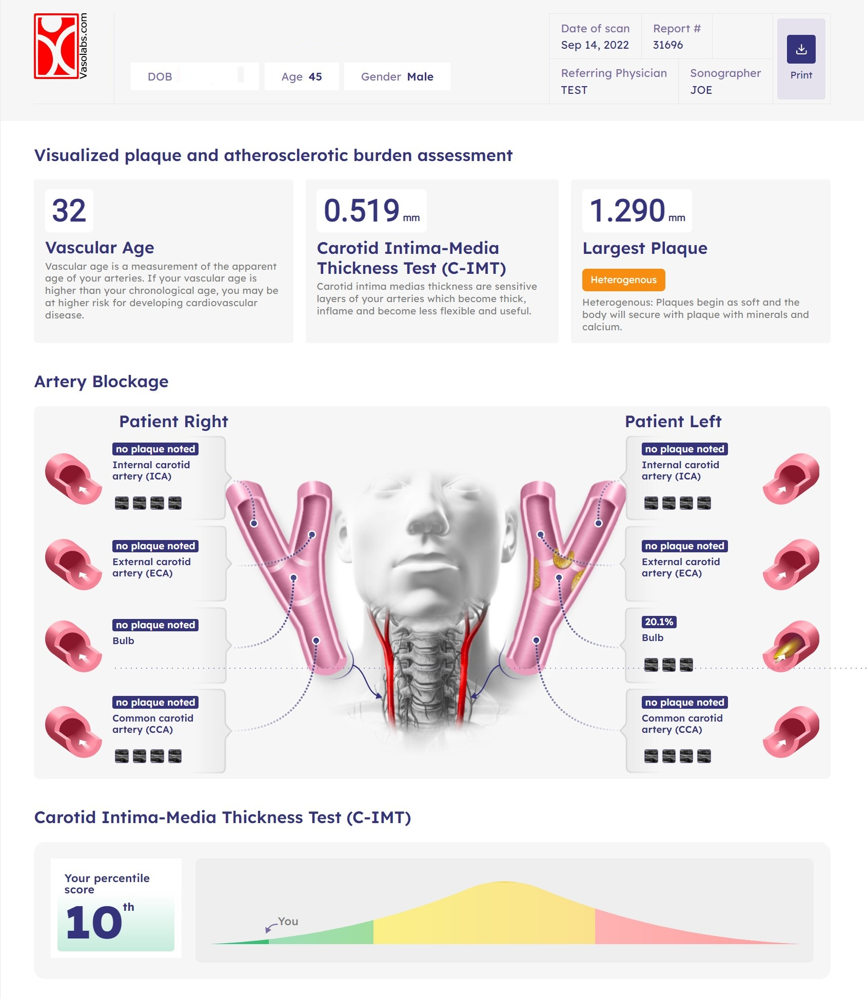 Vasolabs.com
DOB
Age 45
Gender Male
Date of scan
Sep 14, 2022
Report #
31696
Referring Physician
TEST
Sonographer
JOE
Print
Visualized plaque and atherosclerotic burden assessment
32
Vascular Age
Vascular age is a measurement of the apparent
age of your arteries. If your vascular age is
higher than your chronological age, you may be
at higher risk for developing cardiovascular
disease.
0.519 mm
Carotid Intima-Media
Thickness Test (C-IMT)
Carotid intima medias thickness are sensitive
layers of your arteries which become thick,
inflame and become less flexible and useful.
1.290 mm
Largest Plaque
Heterogenous
Heterogenous: Plaques begin as soft and the
body will secure with plaque with minerals and
calcium.
Artery Blockage
Patient Right
no plaque noted
Internal carotid
artery (ICA)
no plaque noted
External carotid
artery (ECA)
no plaque noted
Bulb
no plaque noted
Common carotid
artery (CCA)
Patient Left
no plaque noted
Internal carotid
artery (ICA)
no plaque noted
External carotid
artery (ECA)
20.1%
Bulb
no plaque noted
Common carotid
artery (CCA)
Carotid Intima-Media Thickness Test (C-IMT)
Your percentile
score
10th
You